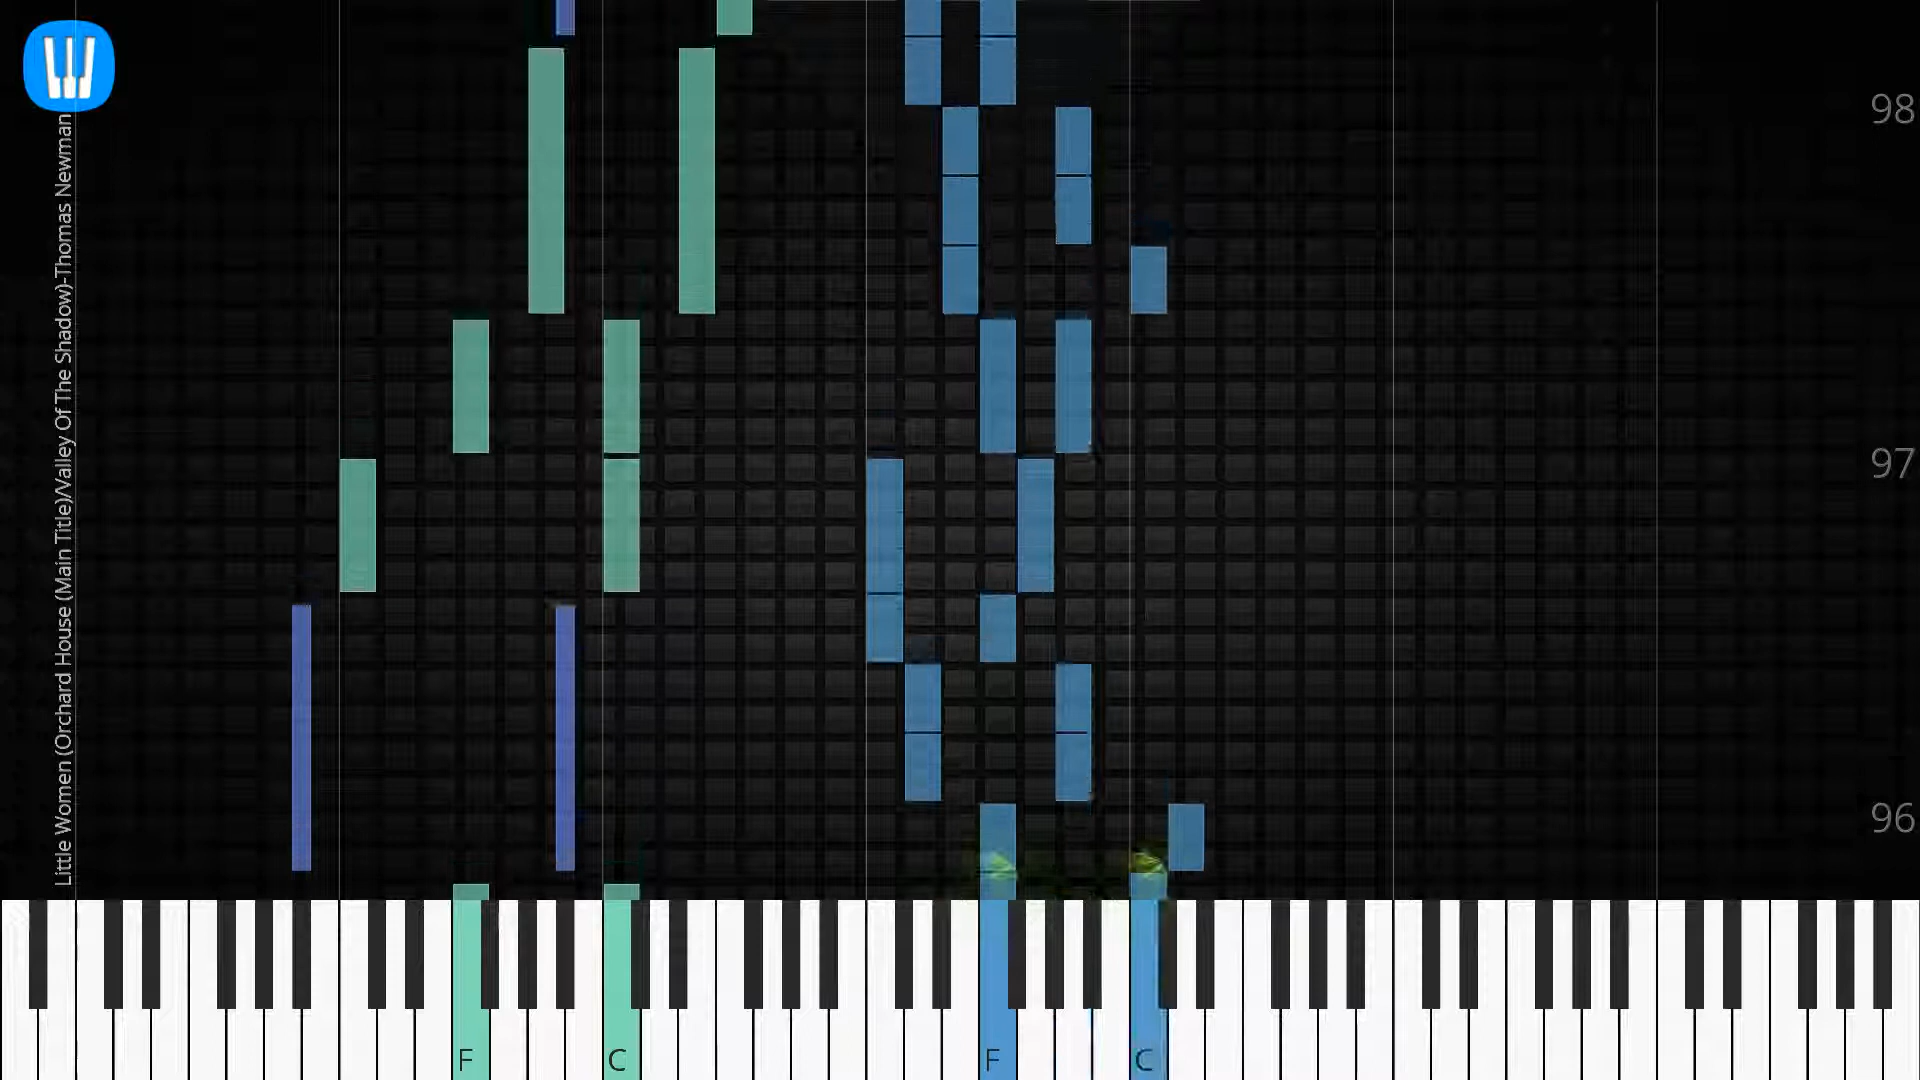 Little Women (Orchard House (Main Title)/Valley Of The Shadow)-Thomas Newman
98
97
96
F
C
F
C